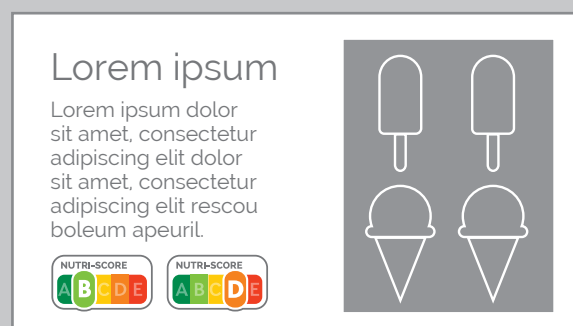 Lorem ipsum
Lorem ipsum dolor
sit amet, consectetur
adipiscing elit dolor
sit amet, consectetur
adipiscing elit rescou
boleum apeuril.
NUTRI-SCORE
A B C D E
NUTRI-SCORE
A B C D E